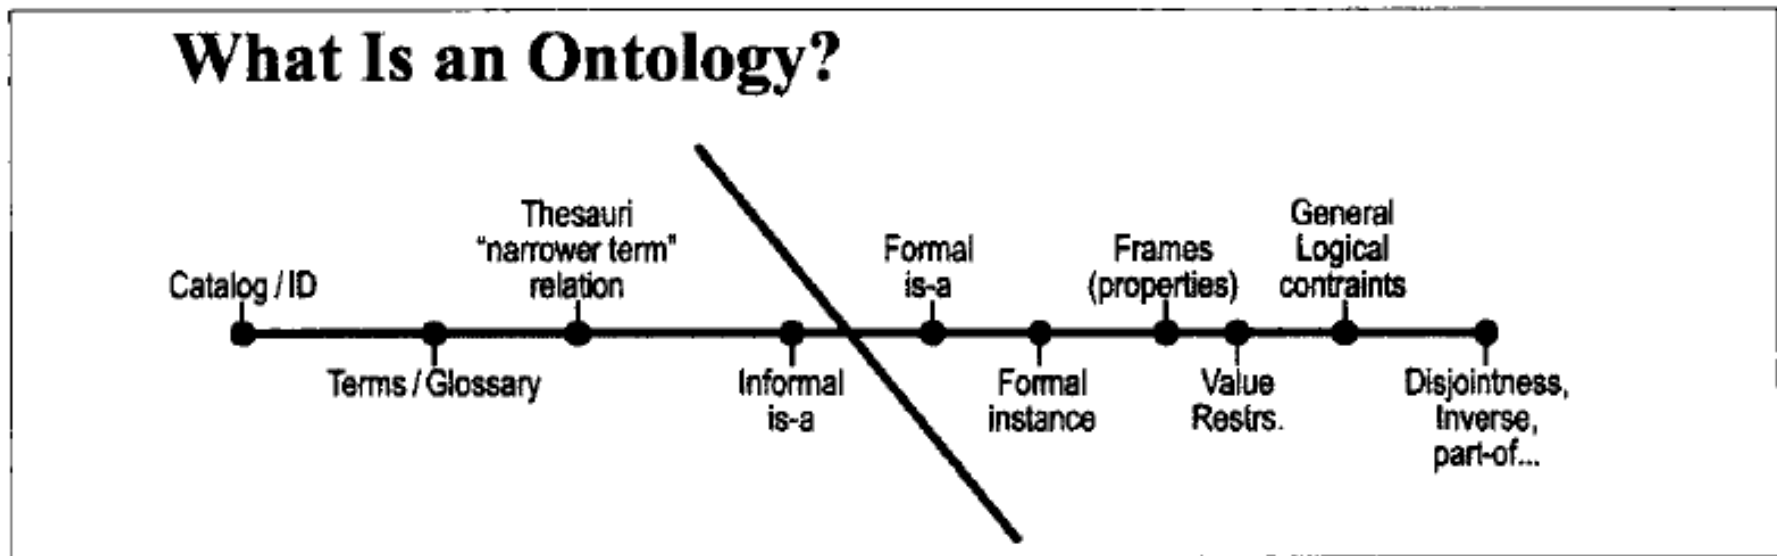 What Is an Ontology?
Catalog / ID
Terms / Glossary
Thesauri
"narrower term"
relation
Informal
is-a
Formal
is-a
Formal
instance
Frames
(properties)
Value
Restrs.
General
Logical
contraints
Disjointness,
Inverse,
part-of...